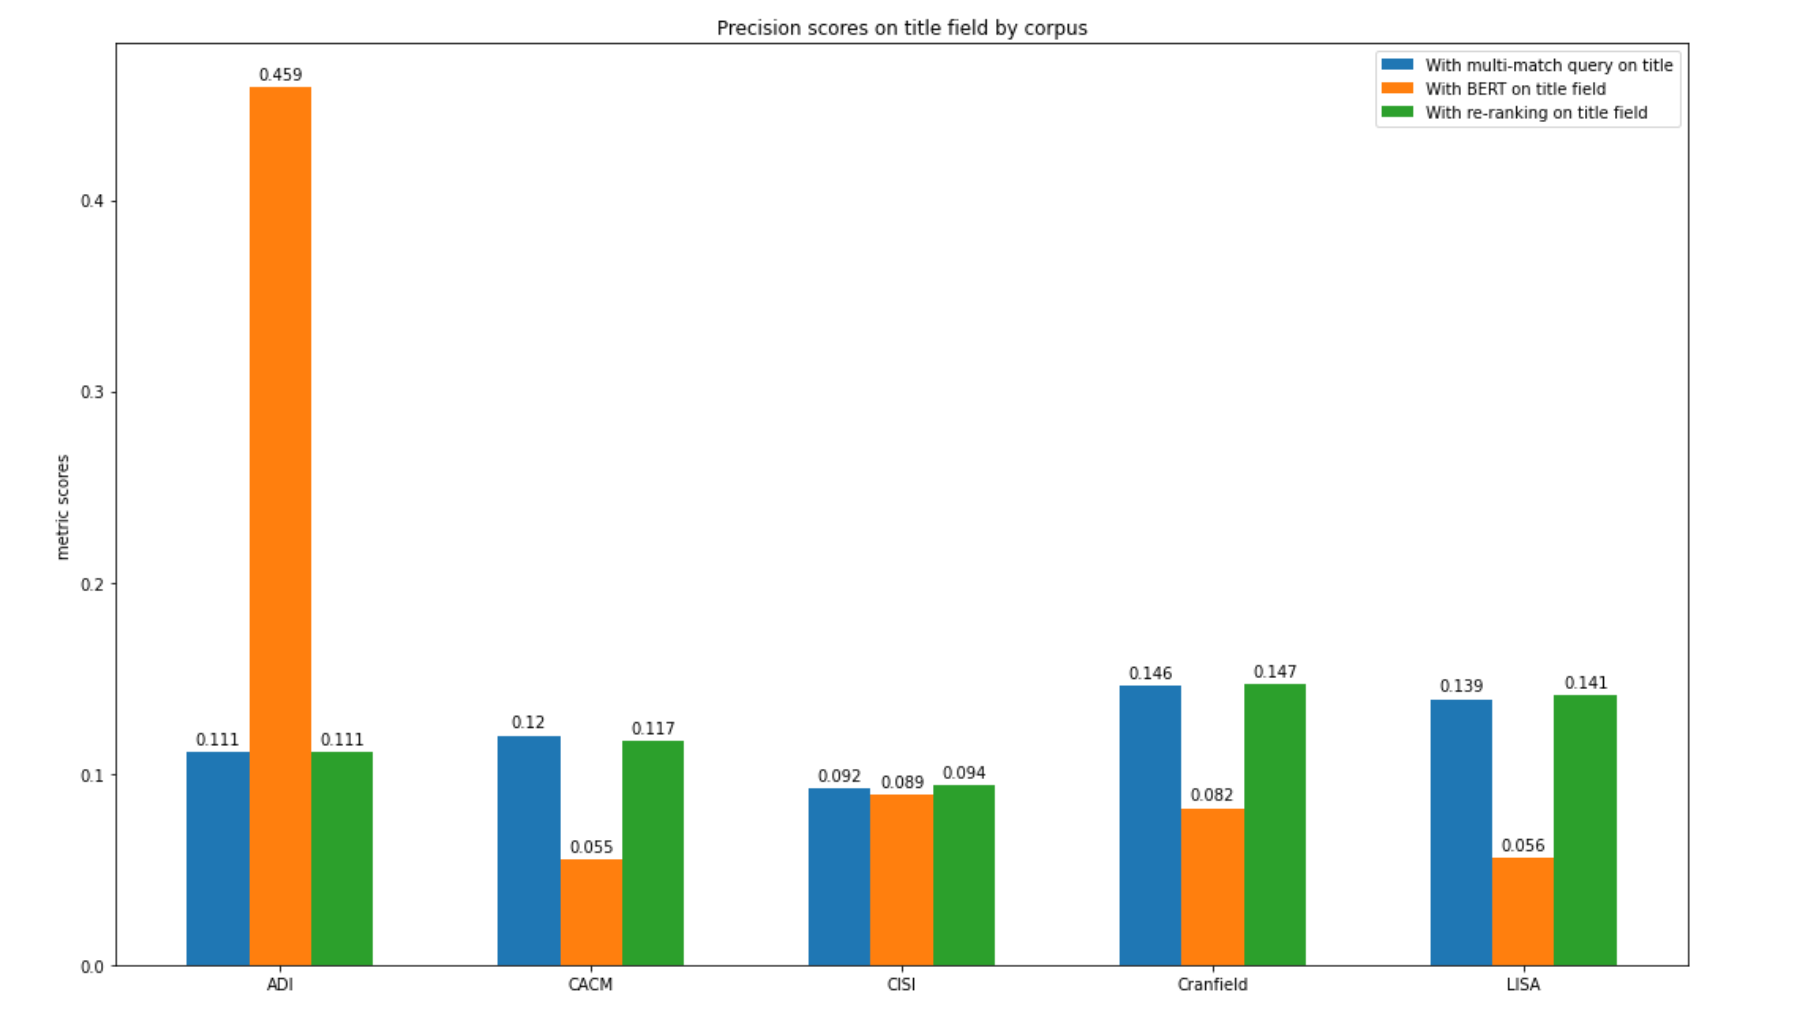 Precision scores on title field by corpus
With multi-match query on title
With BERT on title field
With re-ranking on title field
metric scores
0.4
0.3
0.2
0.1
0.0
0.111
0.459
0.111
0.12
0.055
0.117
0.092
0.089
0.094
0.146
0.082
0.147
0.139
0.056
0.141
ADI
CACM
CISI
Cranfield
LISA